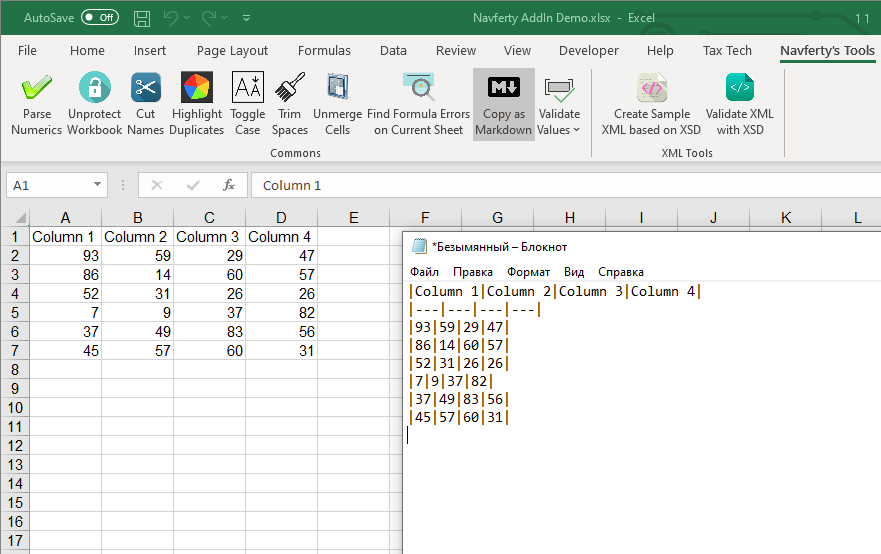 AutoSave Off Navferty AddIn Demo.xlsx - Excel 11
File Home Insert Page Layout Formulas Data Review View Developer Help Tax Tech Navferty's Tools
Parse Numerics
Unprotect Workbook
Cut Names
Highlight Duplicates
Toggle Case
Trim Spaces
Unmerge Cells
Find Formula Errors on Current Sheet
Copy as Markdown
Validate Values
Create Sample XML based on XSD
Validate XML with XSD
Commons XML Tools
A1 fx Column 1
A B C D E F G H I J K L
1 Column 1 Column 2 Column 3 Column 4
2 93 59 29 47
3 86 14 60 57
4 52 31 26 26
5 7 9 37 82
6 37 49 83 56
7 45 57 60 31
8
9
10
11
12
13
14
15
16
17
*Безымянный – Блокнот
Файл Правка Формат Вид Справка
|Column 1|Column 2|Column 3|Column 4|
|---|---|---|---|
|93|59|29|47|
|86|14|60|57|
|52|31|26|26|
|7|9|37|82|
|37|49|83|56|
|45|57|60|31|